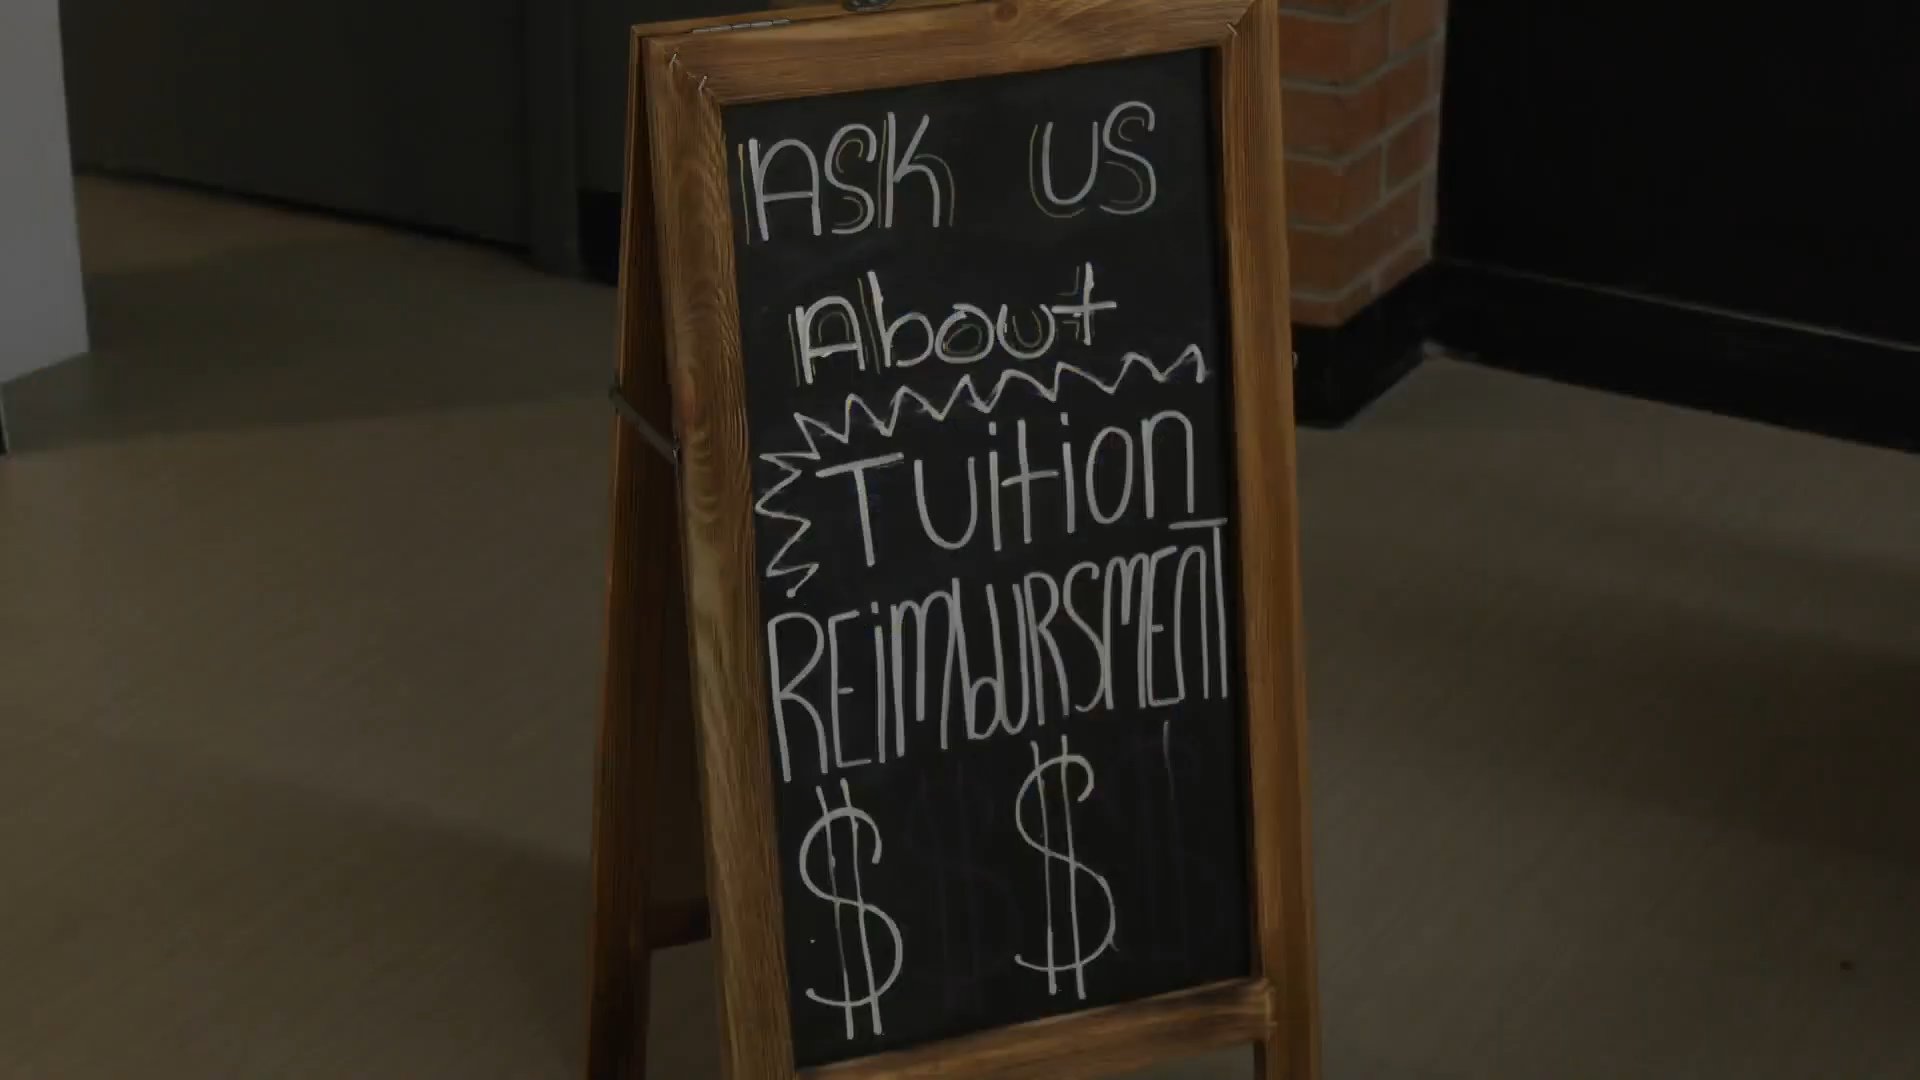 ASK US
About
Tuition
REimbURSMENT
$ $